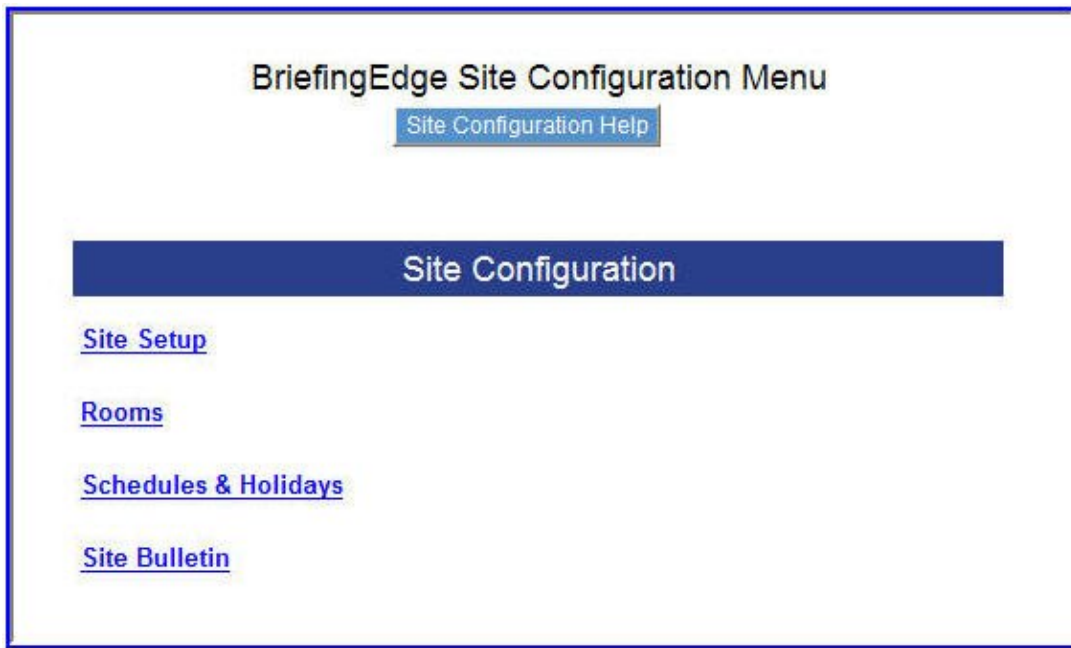 BriefingEdge Site Configuration Menu
Site Configuration Help
Site Configuration
Site Setup
Rooms
Schedules & Holidays
Site Bulletin